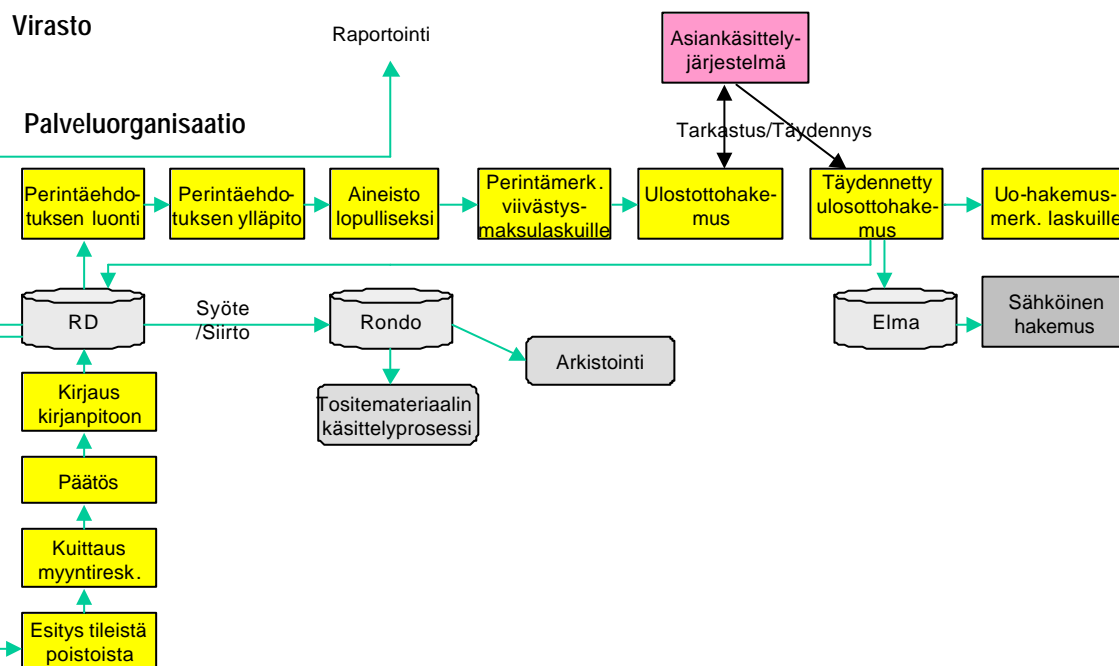 Virasto
Raportointi
Asiankäsittely-
järjestelmä
Palveluorganisaatio
Tarkastus/Täydennys
Perintäehdo-
tuksen luonti
Perintäehdo-
tuksen ylläpito
Aineisto
lopulliseksi
Perintämerk.
viivästys-
maksulaskuille
Ulostottohake-
mus
Täydennetty
ulosottohake-
mus
Uo-hakemus-
merk. laskuille
RD
Syöte
/Siirto
Rondo
Elma
Sähköinen
hakemus
Arkistointi
Kirjaus
kirjanpitoon
Tositemateriaalin
käsittelyprosessi
Päätös
Kuittaus
myyntiresk.
Esitys tileistä
poistoista